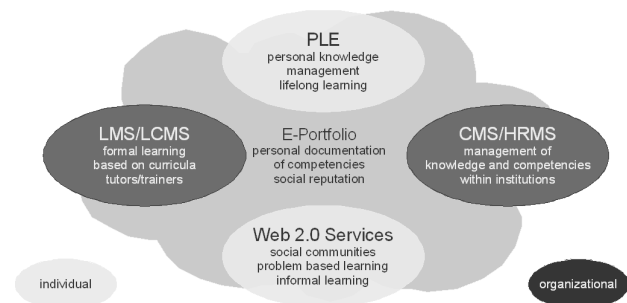 PLE
personal knowledge
management
lifelong learning
LMS/LCMS
formal learning
based on curricula
tutors/trainers
E-Portfolio
personal documentation
of competencies
social reputation
CMS/HRMS
management of
knowledge and competencies
within institutions
Web 2.0 Services
social communities
problem based learning
informal learning
individual
organizational